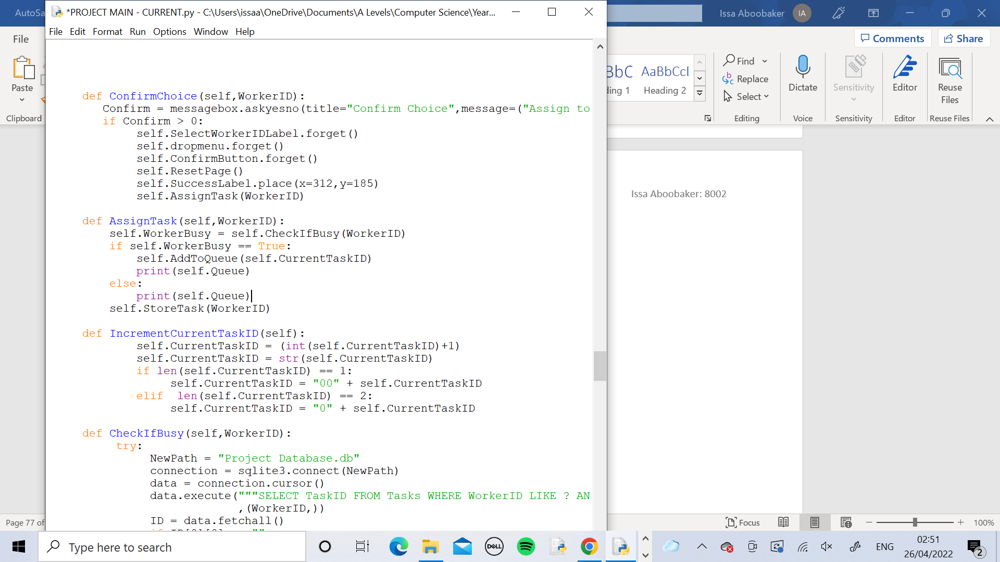 AutoSa
*PROJECT MAIN - CURRENT.py - C:\Users\issaa\OneDrive\Documents\A Levels\Computer Science\Year...
Issa Aboobaker
IA
File Edit Format Run Options Window Help
File
Comments
Share
Paste
Clipboard
BbC
AaBbCcI
ding 1
Heading 2
Find
Replace
Select
Editing
Dictate
Voice
Sensitivity
Sensitivity
Editor
Editor
Reuse
Files
Reuse Files
def ConfirmChoice(self,WorkerID):
Confirm = messagebox.askyesno(title="Confirm Choice",message=("Assign to
if Confirm > 0:
self.SelectWorkerIDLabel.forget()
self.dropmenu.forget()
self.ConfirmButton.forget()
self.ResetPage()
self.SuccessLabel.place(x=312,y=185)
self.AssignTask(WorkerID)
def AssignTask(self,WorkerID):
self.WorkerBusy = self.CheckIfBusy(WorkerID)
if self.WorkerBusy == True:
self.AddToQueue(self.CurrentTaskID)
print(self.Queue)
else:
print(self.Queue)
self.StoreTask(WorkerID)
def IncrementCurrentTaskID(self):
self.CurrentTaskID = (int(self.CurrentTaskID)+1)
self.CurrentTaskID = str(self.CurrentTaskID)
if len(self.CurrentTaskID) == 1:
self.CurrentTaskID = "00" + self.CurrentTaskID
elif  len(self.CurrentTaskID) == 2:
self.CurrentTaskID = "0" + self.CurrentTaskID
def CheckIfBusy(self,WorkerID):
try:
NewPath = "Project Database.db"
connection = sqlite3.connect(NewPath)
data = connection.cursor()
data.execute("""SELECT TaskID FROM Tasks WHERE WorkerID LIKE ? AN
,(WorkerID,))
ID = data.fetchall()
Issa Aboobaker: 8002
Page 77 of
Focus
100%
Type here to search
DELL
ENG
02:51
26/04/2022
2